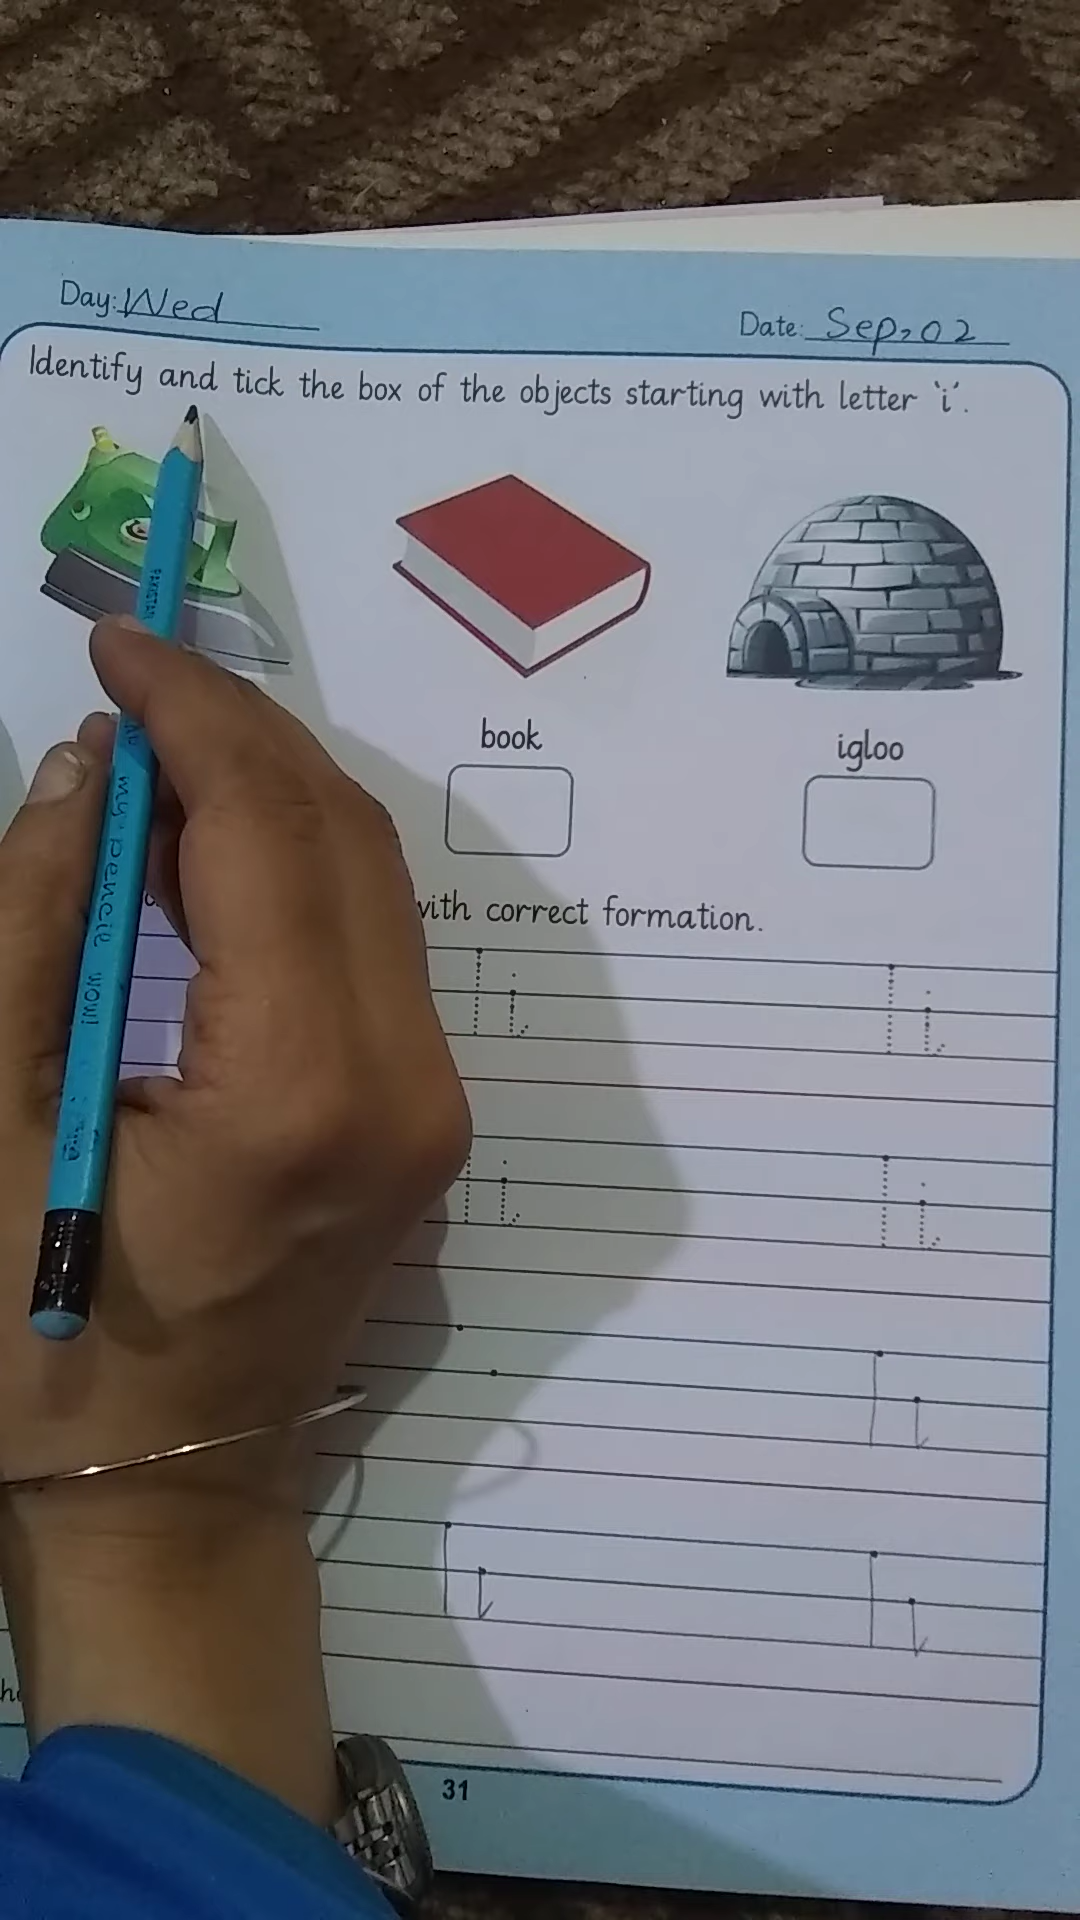 Day: Wed
Date: Sep, 02
Identify and tick the box of the objects starting with letter 'i'.
book
igloo
with correct formation.
I i I i
I i I i
I i
I i I i
31
PAKISTAN
my pencil wow!